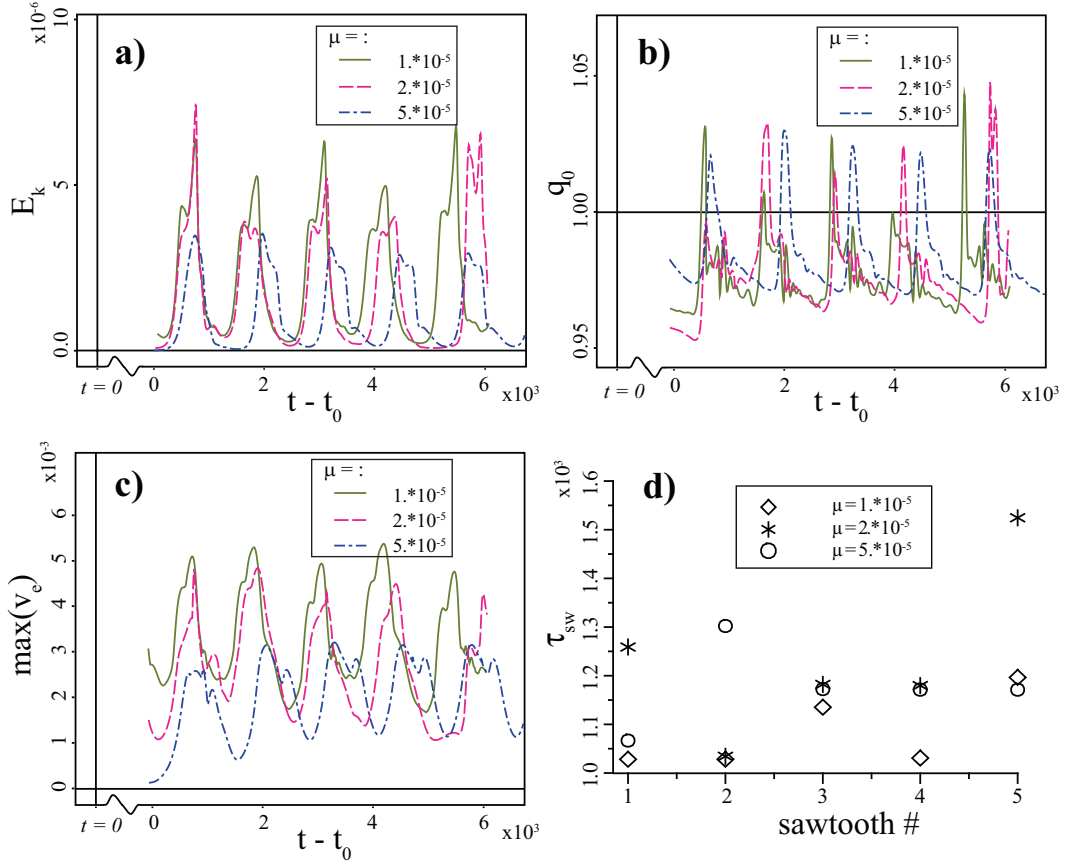 x10⁻⁶
10
5
0.0
E_k
a)
μ = :
1.*10⁻⁵
2.*10⁻⁵
5.*10⁻⁵
t = 0
0
2
4
6
x10³
t - t₀
1.05
1.00
0.95
q₀
b)
μ = :
1.*10⁻⁵
2.*10⁻⁵
5.*10⁻⁵
t = 0
0
2
4
6
x10³
t - t₀
x10⁻³
6
5
4
3
2
1
0
max(v_e)
c)
μ = :
1.*10⁻⁵
2.*10⁻⁵
5.*10⁻⁵
t = 0
0
2
4
6
x10³
t - t₀
x10³
1.6
1.5
1.4
1.3
1.2
1.1
1.0
τ_sw
d)
μ=1.*10⁻⁵
μ=2.*10⁻⁵
μ=5.*10⁻⁵
1
2
3
4
5
sawtooth #